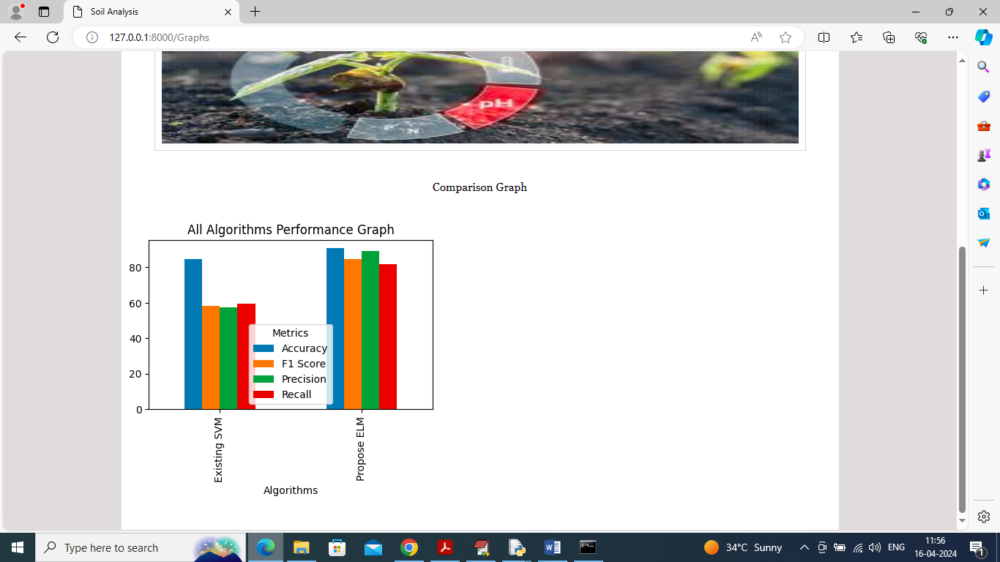 Soil Analysis
127.0.0.1:8000/Graphs
pH
N
Comparison Graph
All Algorithms Performance Graph
80
60
40
20
0
Metrics
Accuracy
F1 Score
Precision
Recall
Existing SVM
Propose ELM
Algorithms
Type here to search
34°C Sunny
ENG
11:56
16-04-2024
1